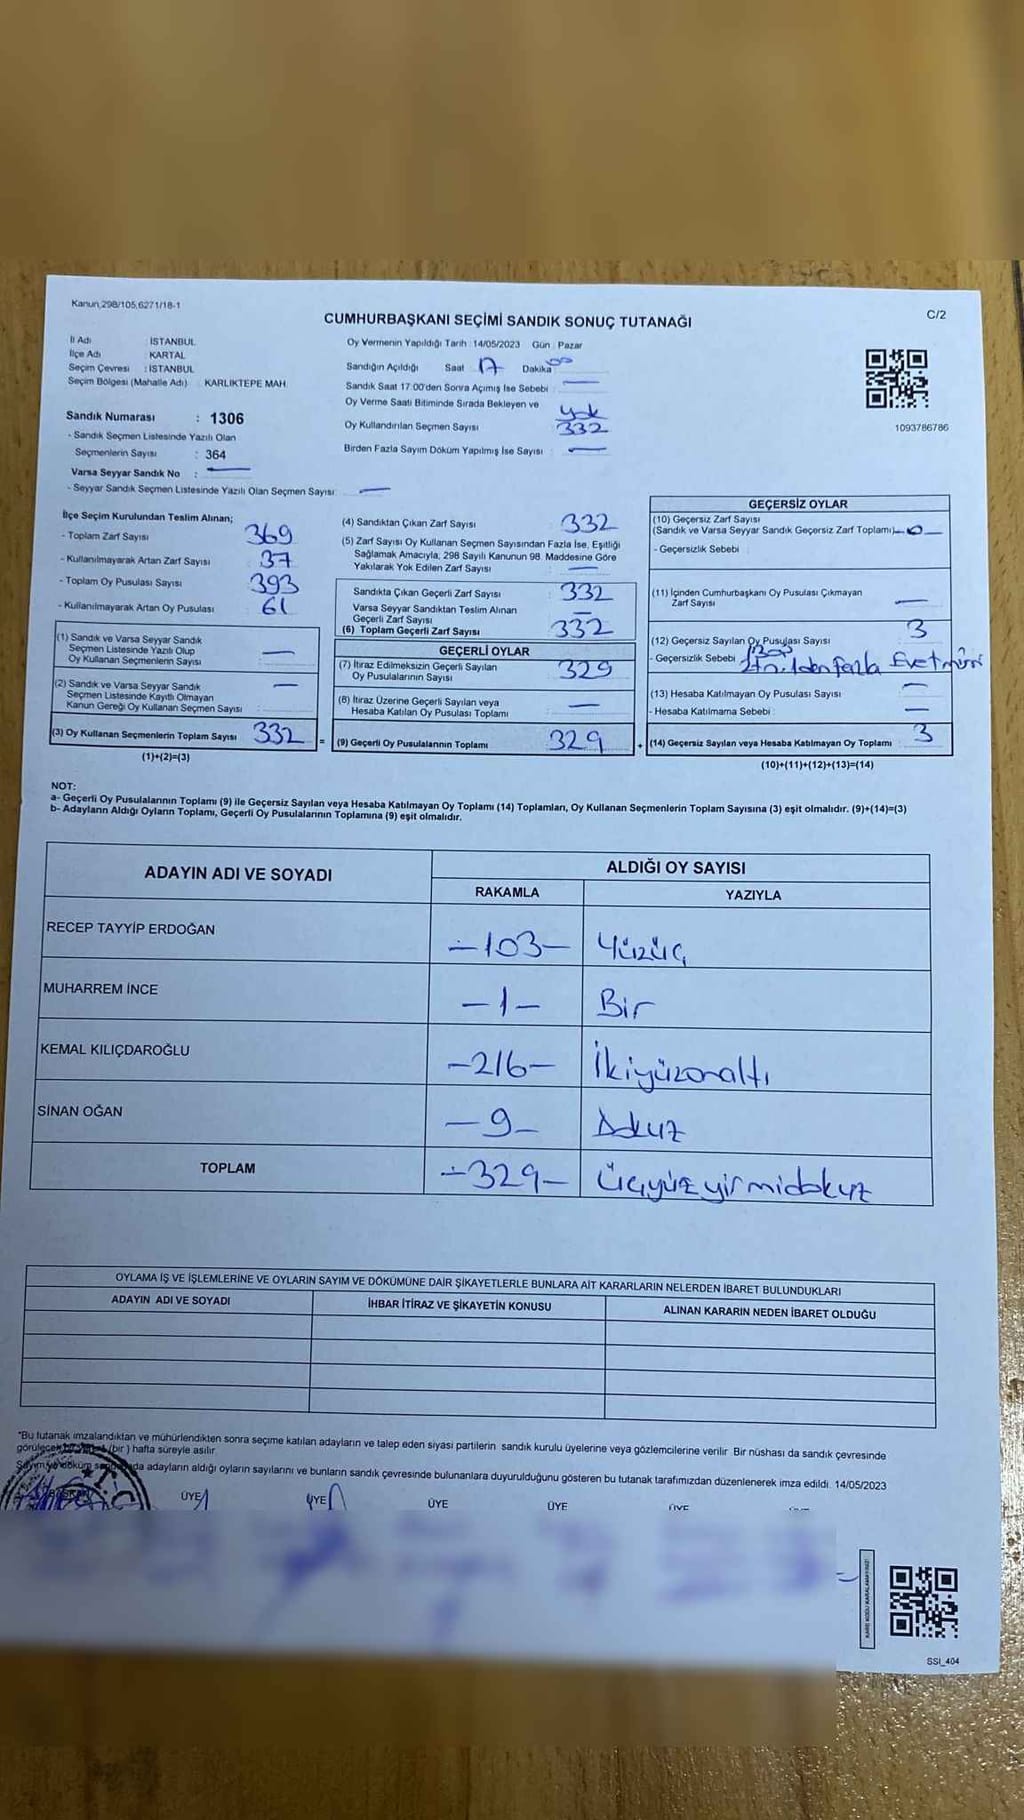 Kanun,298/105,6271/18-1
C/2
CUMHURBAŞKANI SEÇİMİ SANDIK SONUÇ TUTANAĞI
İl Adı : İSTANBUL
İlçe Adı : KARTAL
Seçim Çevresi : İSTANBUL
Seçim Bölgesi (Mahalle Adı) : KARLIKTEPE MAH.
Sandık Numarası : 1306
- Sandık Seçmen Listesinde Yazılı Olan
Seçmenlerin Sayısı : 364
Varsa Seyyar Sandık No : —
- Seyyar Sandık Seçmen Listesinde Yazılı Olan Seçmen Sayısı: —
Oy Vermenin Yapıldığı Tarih :14/05/2023 Gün : Pazar
Sandığın Açıldığı Saat 17 Dakika 00
Sandık Saat 17:00'den Sonra Açımış İse Sebebi : —
Oy Verme Saati Bitiminde Sırada Bekleyen ve
Oy Kullandırılan Seçmen Sayısı : yok
332
Birden Fazla Sayım Döküm Yapılmış İse Sayısı : —
1093786786
İlçe Seçim Kurulundan Teslim Alınan;
- Toplam Zarf Sayısı 369
- Kullanılmayarak Artan Zarf Sayısı 37
- Toplam Oy Pusulası Sayısı 393
- Kullanılmayarak Artan Oy Pusulası 61
(1) Sandık ve Varsa Seyyar Sandık
Seçmen Listesinde Yazılı Olup
Oy Kullanan Seçmenlerin Sayısı —
(2) Sandık ve Varsa Seyyar Sandık
Seçmen Listesinde Kayıtlı Olmayan
Kanun Gereği Oy Kullanan Seçmen Sayısı —
(3) Oy Kullanan Seçmenlerin Toplam Sayısı 332 =
(1)+(2)=(3)
(4) Sandıktan Çıkan Zarf Sayısı 332
(5) Zarf Sayısı Oy Kullanan Seçmen Sayısından Fazla İse, Eşitliği
Sağlamak Amacıyla, 298 Sayılı Kanunun 98. Maddesine Göre
Yakılarak Yok Edilen Zarf Sayısı —
Sandıkta Çıkan Geçerli Zarf Sayısı 332
Varsa Seyyar Sandıktan Teslim Alınan
Geçerli Zarf Sayısı —
(6) Toplam Geçerli Zarf Sayısı 332
GEÇERLİ OYLAR
(7) İtiraz Edilmeksizin Geçerli Sayılan
Oy Pusulalarının Sayısı 329
(8) İtiraz Üzerine Geçerli Sayılan veya
Hesaba Katılan Oy Pusulası Toplamı —
(9) Geçerli Oy Pusulalarının Toplamı 329 +
GEÇERSİZ OYLAR
(10) Geçersiz Zarf Sayısı
(Sandık ve Varsa Seyyar Sandık Geçersiz Zarf Toplamı) —0—
- Geçersizlik Sebebi
(11) İçinden Cumhurbaşkanı Oy Pusulası Çıkmayan
Zarf Sayısı —
(12) Geçersiz Sayılan Oy Pusulası Sayısı 3
- Geçersizlik Sebebi fazla Evet mührü
(13) Hesaba Katılmayan Oy Pusulası Sayısı —
- Hesaba Katılmama Sebebi —
(14) Geçersiz Sayılan veya Hesaba Katılmayan Oy Toplamı 3
(10)+(11)+(12)+(13)=(14)
NOT:
a- Geçerli Oy Pusulalarının Toplamı (9) ile Geçersiz Sayılan veya Hesaba Katılmayan Oy Toplamı (14) Toplamları, Oy Kullanan Seçmenlerin Toplam Sayısına (3) eşit olmalıdır. (9)+(14)=(3)
b- Adayların Aldığı Oyların Toplamı, Geçerli Oy Pusulalarının Toplamına (9) eşit olmalıdır.
ADAYIN ADI VE SOYADI
ALDIĞI OY SAYISI
RAKAMLA YAZIYLA
RECEP TAYYİP ERDOĞAN —103— Yüzüç
MUHARREM İNCE —1— Bir
KEMAL KILIÇDAROĞLU —216— İkiyüzonaltı
SİNAN OĞAN —9— Dokuz
TOPLAM —329— Üçyüzyirmidokuz
OYLAMA İŞ VE İŞLEMLERİNE VE OYLARIN SAYIM VE DÖKÜMÜNE DAİR ŞİKAYETLERLE BUNLARA AİT KARARLARIN NELERDEN İBARET BULUNDUKLARI
ADAYIN ADI VE SOYADI İHBAR İTİRAZ VE ŞİKAYETİN KONUSU ALINAN KARARIN NEDEN İBARET OLDUĞU
*Bu tutanak imzalandıktan ve mühürlendikten sonra seçime katılan adayların ve talep eden siyasi partilerin sandık kurulu üyelerine veya gözlemcilerine verilir. Bir nüshası da sandık çevresinde
(bir) hafta süreyle asılır.
adayların aldığı oyların sayılarını ve bunların sandık çevresinde bulunanlara duyurulduğunu gösteren bu tutanak tarafımızdan düzenlenerek imza edildi. 14/05/2023
BAŞKAN ÜYE ÜYE ÜYE ÜYE ÜYE
T.C.
KARE KODU KARALAMAYINIZ!
SSI_404